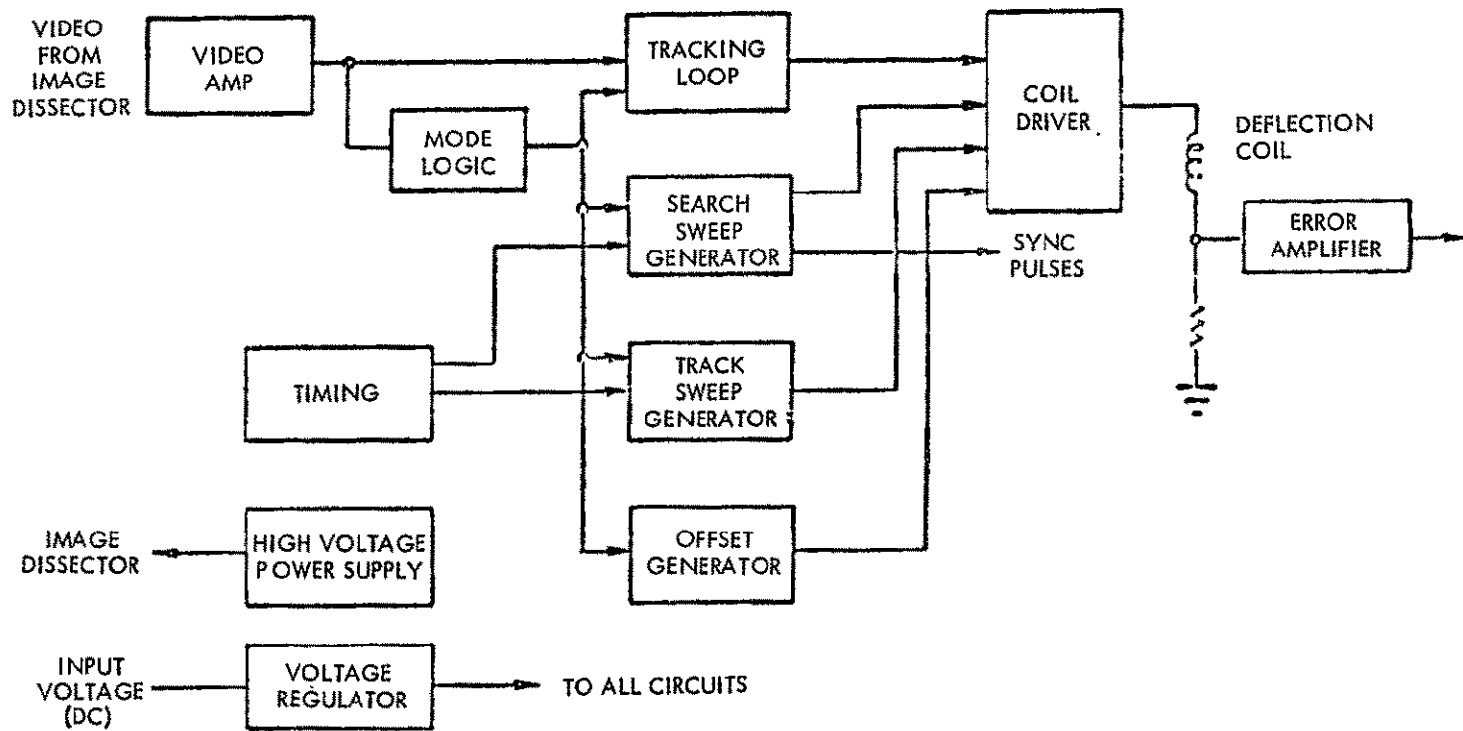 VIDEO
FROM
IMAGE
DISSECTOR
VIDEO
AMP
MODE
LOGIC
TRACKING
LOOP
COIL
DRIVER
DEFLECTION
COIL
SEARCH
SWEEP
GENERATOR
SYNC
PULSES
ERROR
AMPLIFIER
TIMING
TRACK
SWEEP
GENERATOR
IMAGE
DISSECTOR
HIGH VOLTAGE
POWER SUPPLY
OFFSET
GENERATOR
INPUT
VOLTAGE
(DC)
VOLTAGE
REGULATOR
TO ALL CIRCUITS